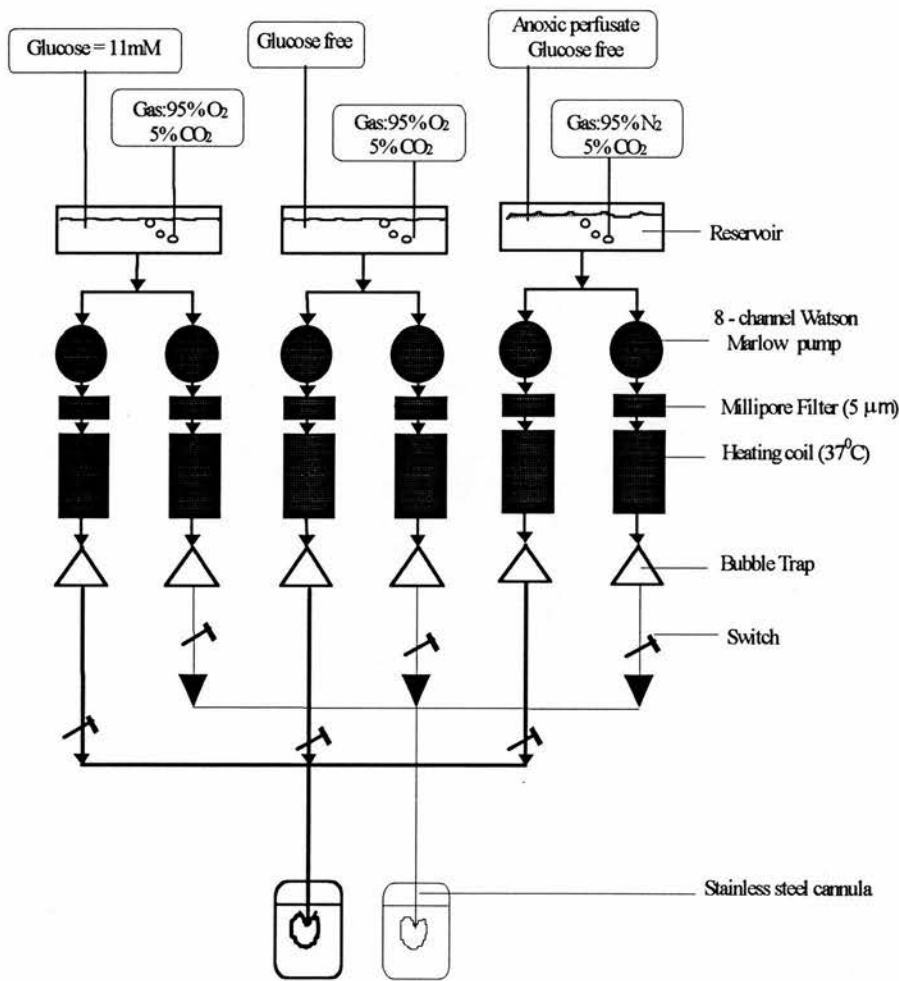 Glucose = 11mM
Glucose free
Anoxic perfusate
Glucose free
Gas:95% O₂
5% CO₂
Gas:95% O₂
5% CO₂
Gas:95% N₂
5% CO₂
Reservoir
8 - channel Watson
Marlow pump
Millipore Filter (5 μm)
Heating coil (37⁰C)
Bubble Trap
Switch
Stainless steel cannula